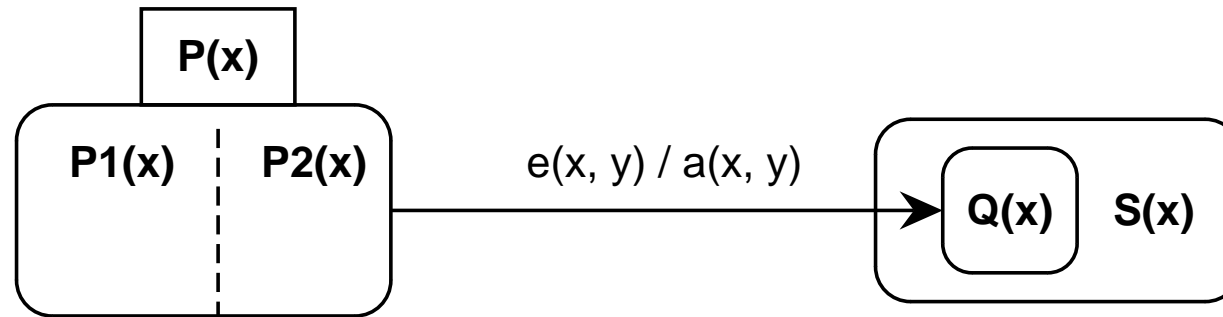 P(x)
P1(x)
P2(x)
e(x, y) / a(x, y)
Q(x)
S(x)